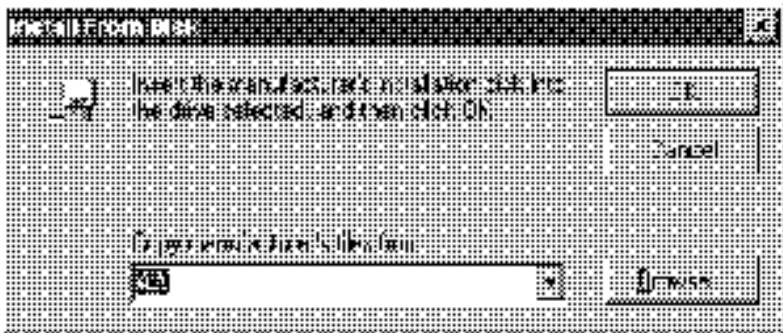 Install From Disk
Insert the manufacturer's installation disk into
the drive selected, and then click OK
OK
Cancel
Copy manufacturer's files from:
Browse...